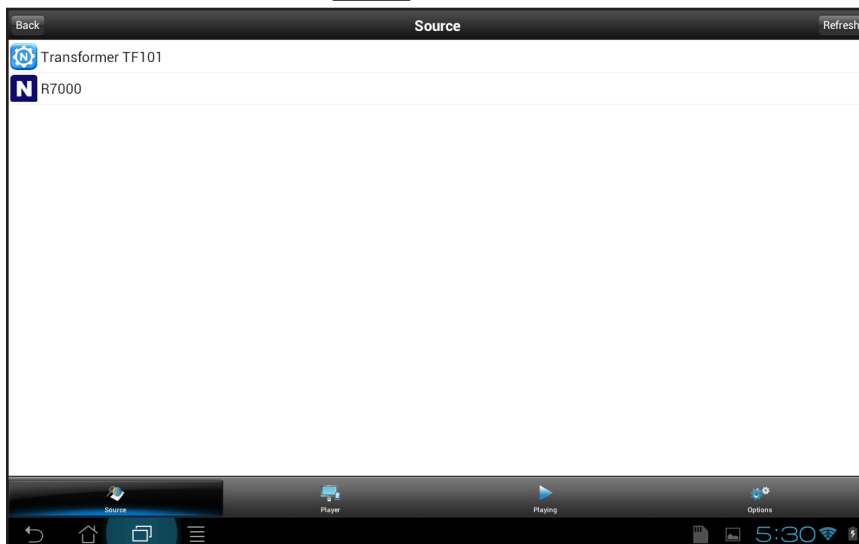 Back Source Refresh
N Transformer TF101
N R7000
Source Player Playing Options
5:30